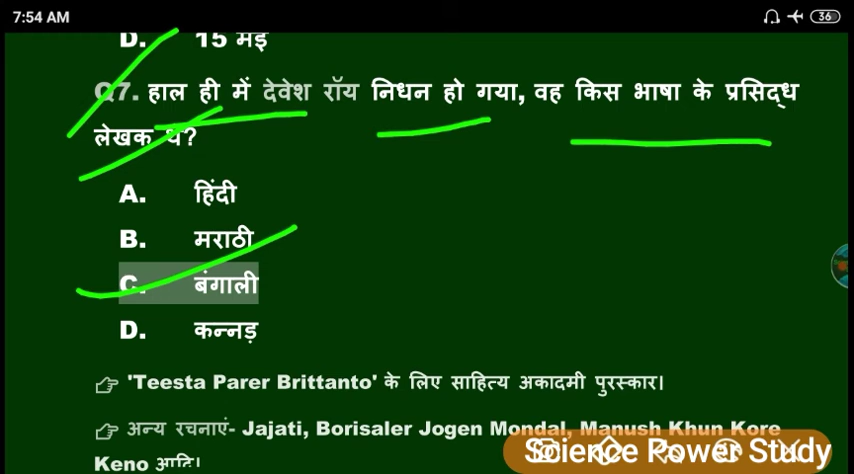 7:54 AM
36
D. 15 मई
Q7. हाल ही में देवेश रॉय निधन हो गया, वह किस भाषा के प्रसिद्ध
लेखक थे?
A. हिंदी
B. मराठी
C. बंगाली
D. कन्नड़
'Teesta Parer Brittanto' के लिए साहित्य अकादमी पुरस्कार।
अन्य रचनाएं- Jajati, Borisaler Jogen Mondal, Manush Khun Kore
Keno आदि।
Science Power Study